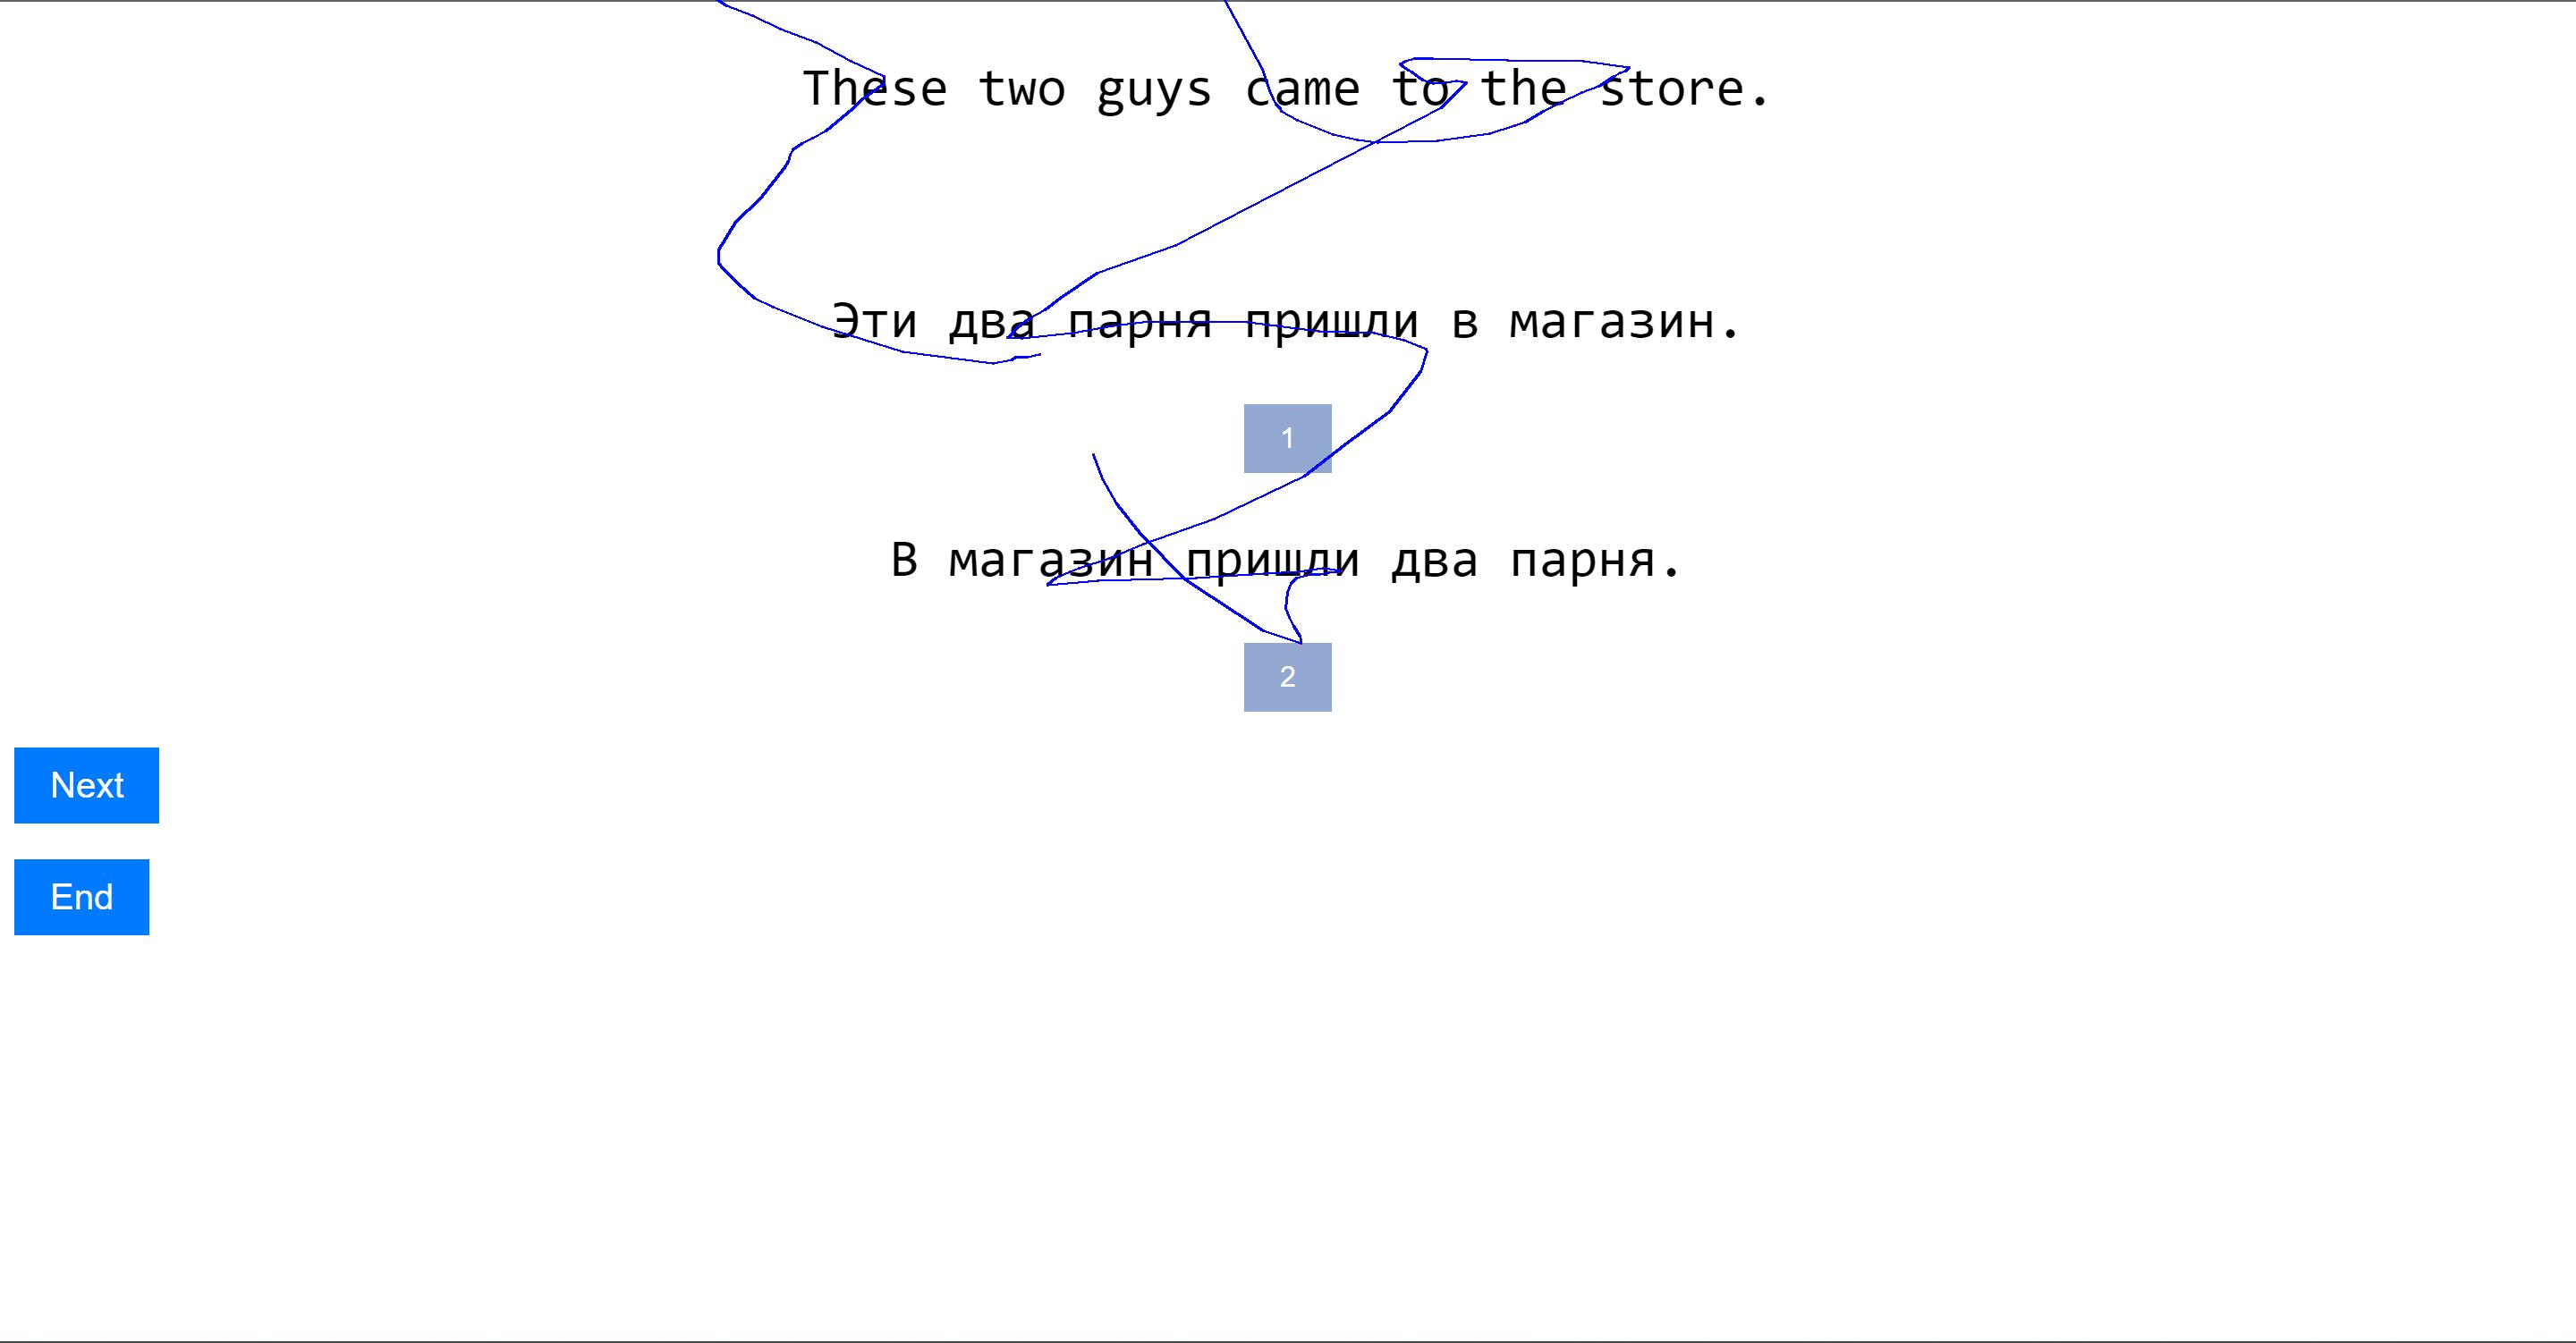 These two guys came to the store.
Эти два парня пришли в магазин.
1
В магазин пришли два парня.
2
Next
End